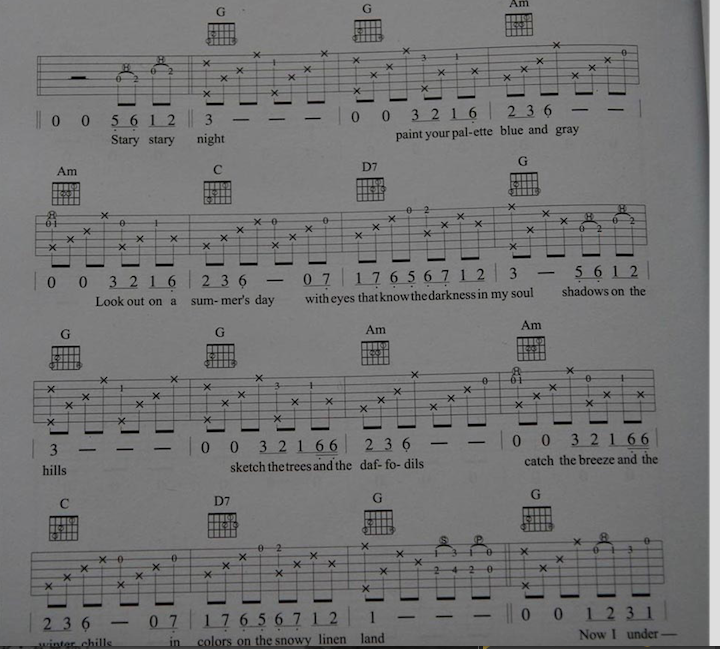 G G Am
0 0 5 6 1 2 3 — — — 0 0 3 2 1 6 2 3 6 — —
Stary stary night paint your pal-ette blue and gray
Am C D7 G
0 0 3 2 1 6 2 3 6 — 0 7 1 7 6 5 6 7 1 2 3 — 5 6 1 2
Look out on a sum- mer's day with eyes that know the darkness in my soul shadows on the
G G Am Am
3 — — — 0 0 3 2 1 6 6 2 3 6 — — 0 0 3 2 1 6 6
hills sketch the trees and the daf- fo- dils catch the breeze and the
C D7 G G
2 3 6 — 0 7 1 7 6 5 6 7 1 2 1 — — — 0 0 1 2 3 1
winter chills in colors on the snowy linen land Now I under—